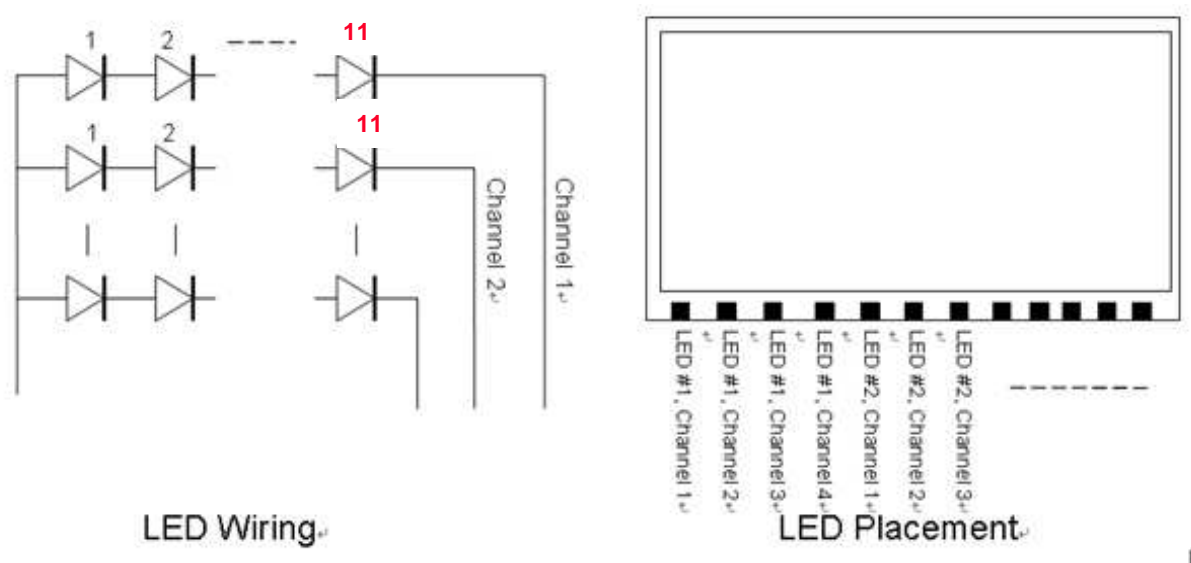 1 2 11
1 2 11
Channel 2
Channel 1
LED #1, Channel 1
LED #1, Channel 2
LED #1, Channel 3
LED #1, Channel 4
LED #2, Channel 1
LED #2, Channel 2
LED #2, Channel 3
LED Wiring
LED Placement